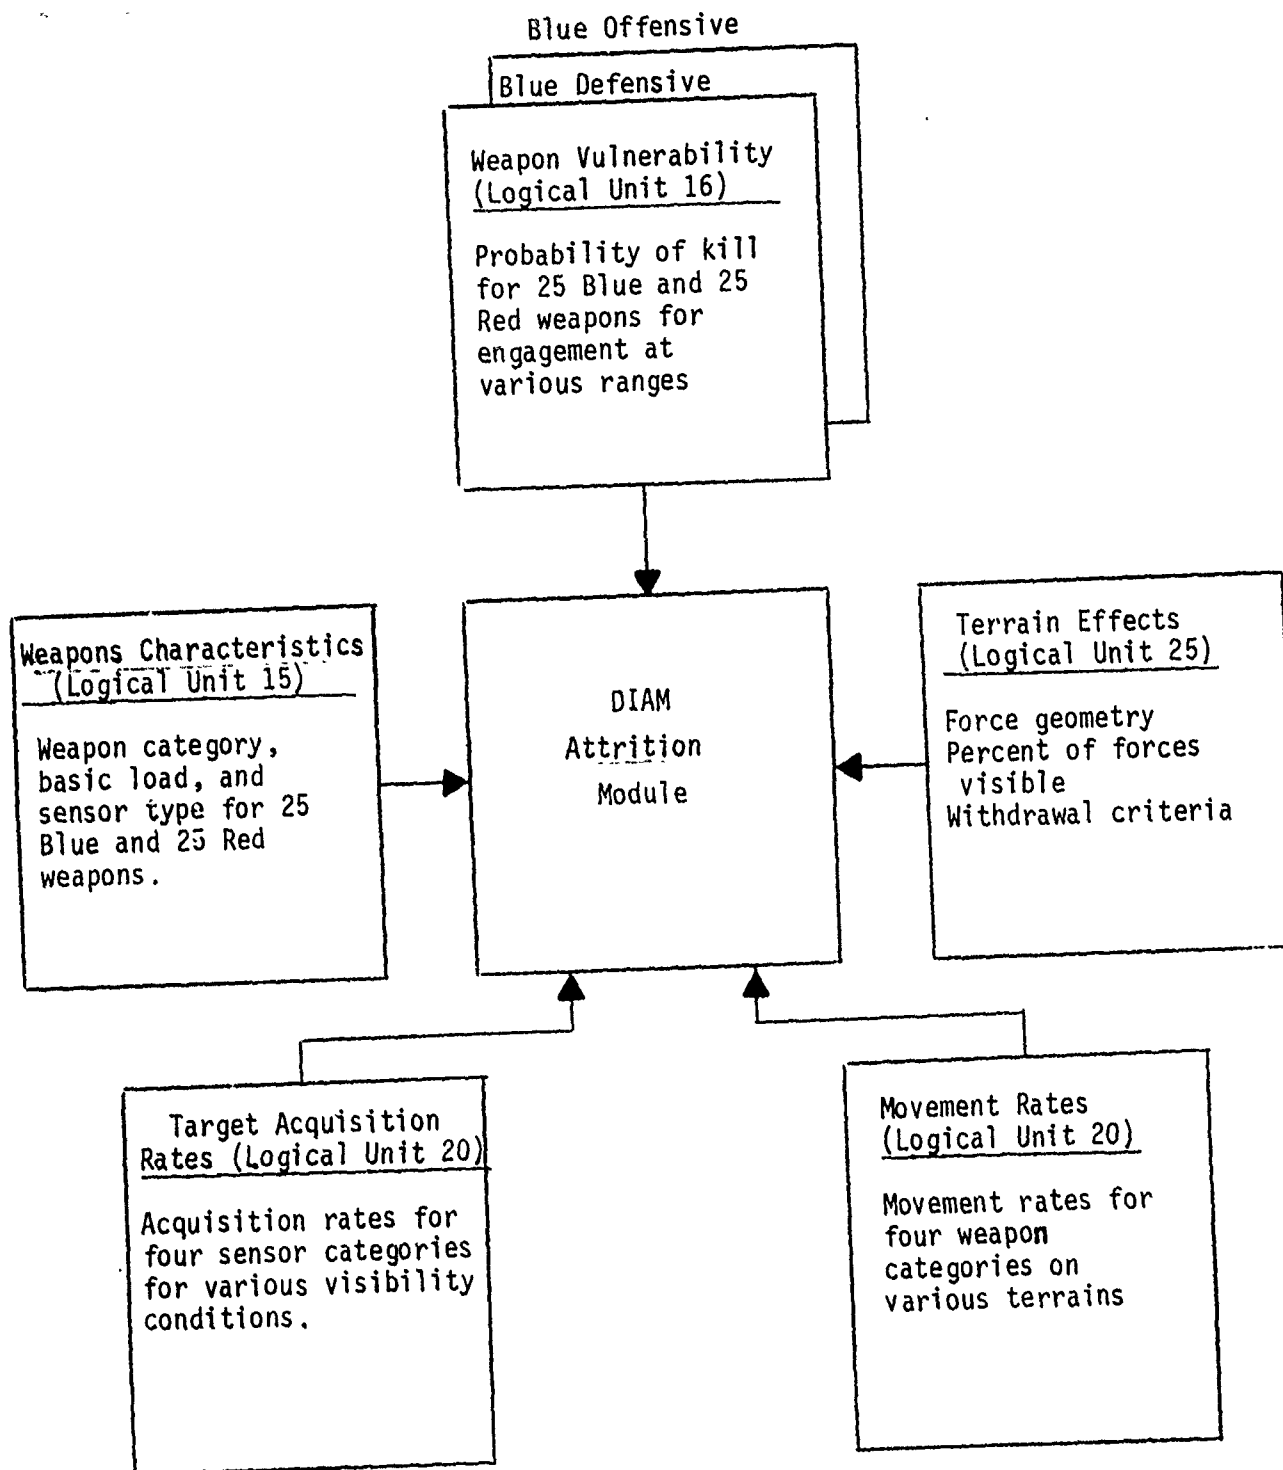 Blue Offensive
Blue Defensive
Weapon Vulnerability
(Logical Unit 16)
Probability of kill
for 25 Blue and 25
Red weapons for
engagement at
various ranges
Weapons Characteristics
(Logical Unit 15)
Weapon category,
basic load, and
sensor type for 25
Blue and 25 Red
weapons.
DIAM
Attrition
Module
Terrain Effects
(Logical Unit 25)
Force geometry
Percent of forces
visible
Withdrawal criteria
Target Acquisition
Rates (Logical Unit 20)
Acquisition rates for
four sensor categories
for various visibility
conditions.
Movement Rates
(Logical Unit 20)
Movement rates for
four weapon
categories on
various terrains